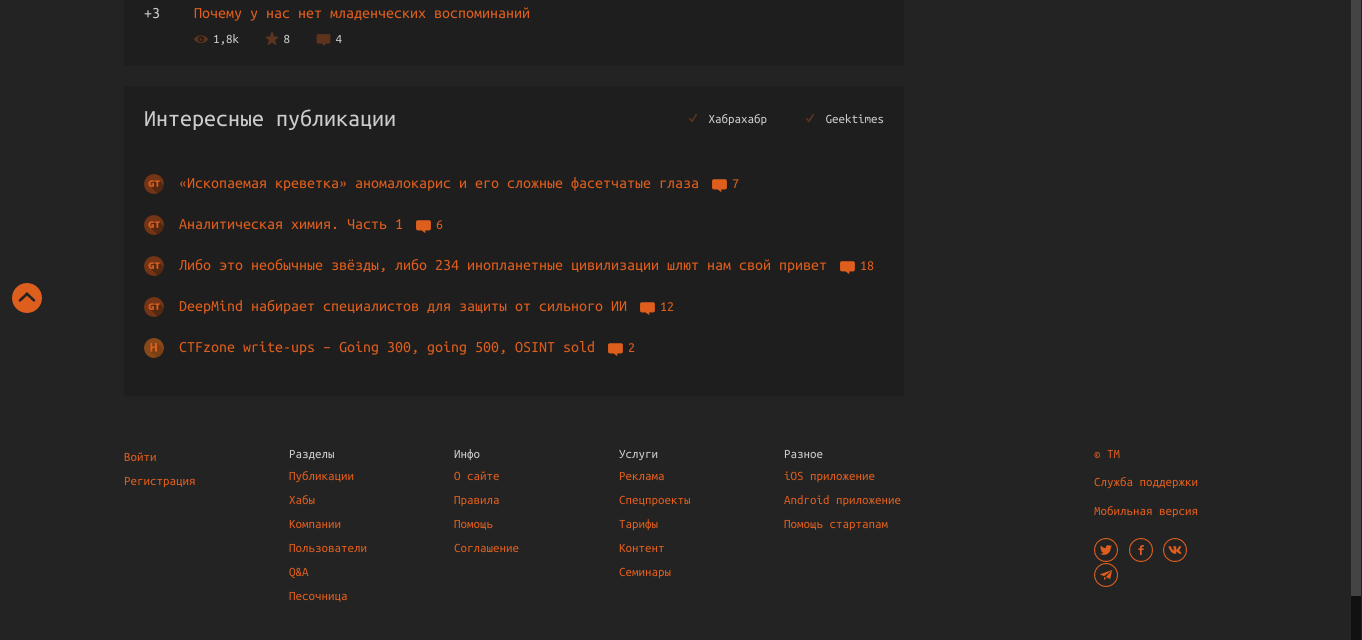 +3 Почему у нас нет младенческих воспоминаний
1,8k 8 4
Интересные публикации Хабрахабр Geektimes
GT «Ископаемая креветка» аномалокарис и его сложные фасетчатые глаза 7
GT Аналитическая химия. Часть 1 6
GT Либо это необычные звёзды, либо 234 инопланетные цивилизации шлют нам свой привет 18
GT DeepMind набирает специалистов для защиты от сильного ИИ 12
H CTFzone write-ups – Going 300, going 500, OSINT sold 2
Войти
Регистрация
Разделы
Публикации
Хабы
Компании
Пользователи
Q&A
Песочница
Инфо
О сайте
Правила
Помощь
Соглашение
Услуги
Реклама
Спецпроекты
Тарифы
Контент
Семинары
Разное
iOS приложение
Android приложение
Помощь стартапам
© TM
Служба поддержки
Мобильная версия